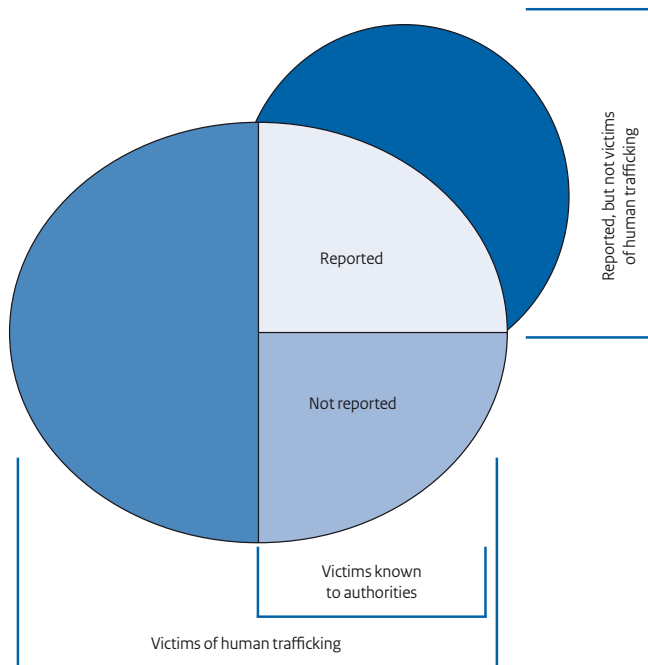 Reported, but not victims
of human trafficking
Reported
Not reported
Victims known
to authorities
Victims of human trafficking